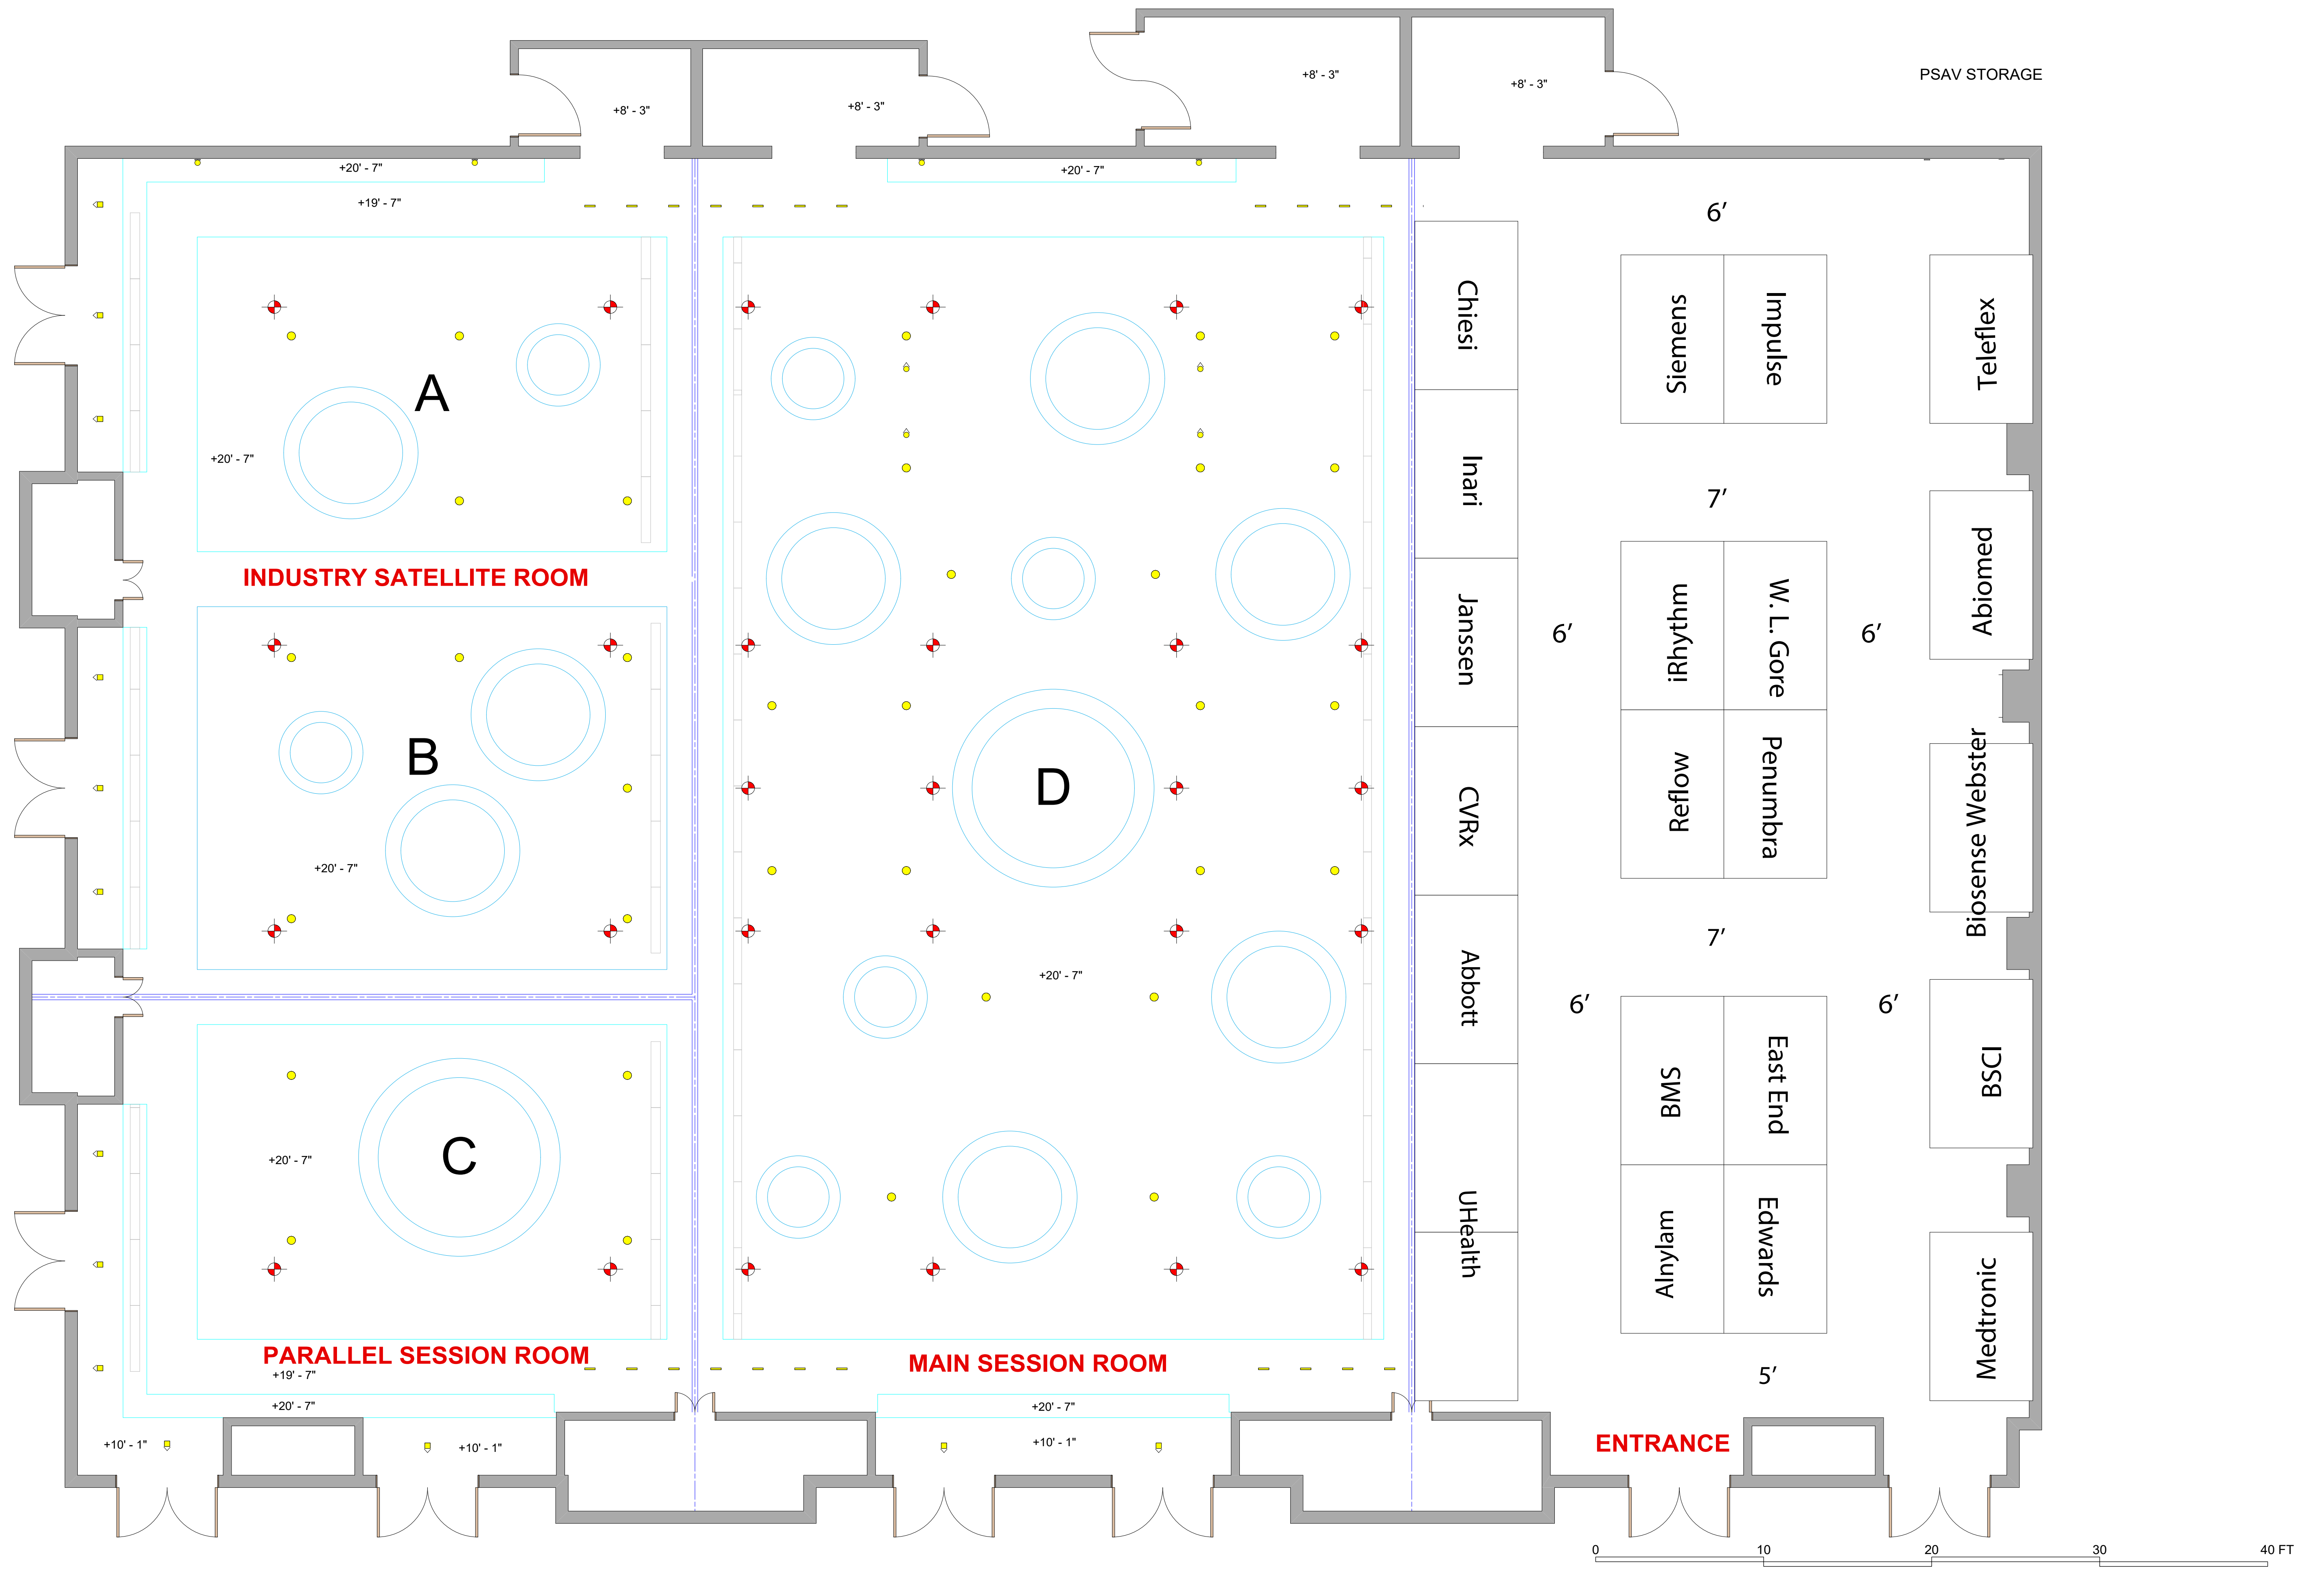 PSAV STORAGE
+8' - 3"
+8' - 3"
+8' - 3"
+8' - 3"
+20' - 7"
+19' - 7"
+20' - 7"
A
+20' - 7"
INDUSTRY SATELLITE ROOM
B
+20' - 7"
C
+20' - 7"
PARALLEL SESSION ROOM
+19' - 7"
+20' - 7"
+10' - 1"
+10' - 1"
D
+20' - 7"
MAIN SESSION ROOM
+20' - 7"
+10' - 1"
Chiesi
Inari
Janssen
CVRx
Abbott
UHealth
6’
Siemens
Impulse
7’
6’
iRhythm
W. L. Gore
6’
Reflow
Penumbra
7’
6’
BMS
East End
6’
Alnylam
Edwards
5’
Teleflex
Abiomed
Biosense Webster
BSCI
Medtronic
ENTRANCE
0
10
20
30
40 FT